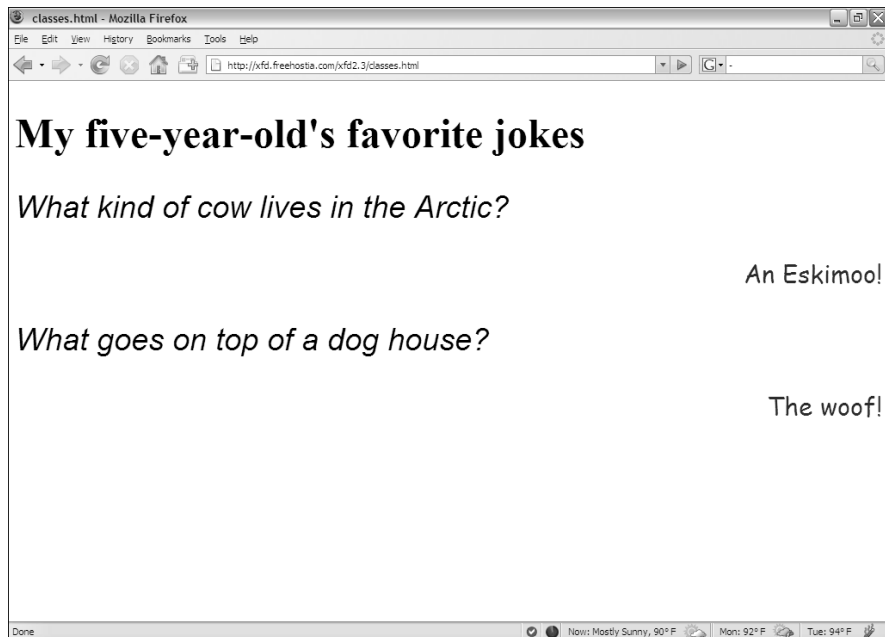 classes.html - Mozilla Firefox
File Edit View History Bookmarks Tools Help
http://xfd.freehostia.com/xfd2.3/classes.html G -
My five-year-old's favorite jokes
What kind of cow lives in the Arctic?
An Eskimoo!
What goes on top of a dog house?
The woof!
Done Now: Mostly Sunny, 90° F Mon: 92° F Tue: 94° F